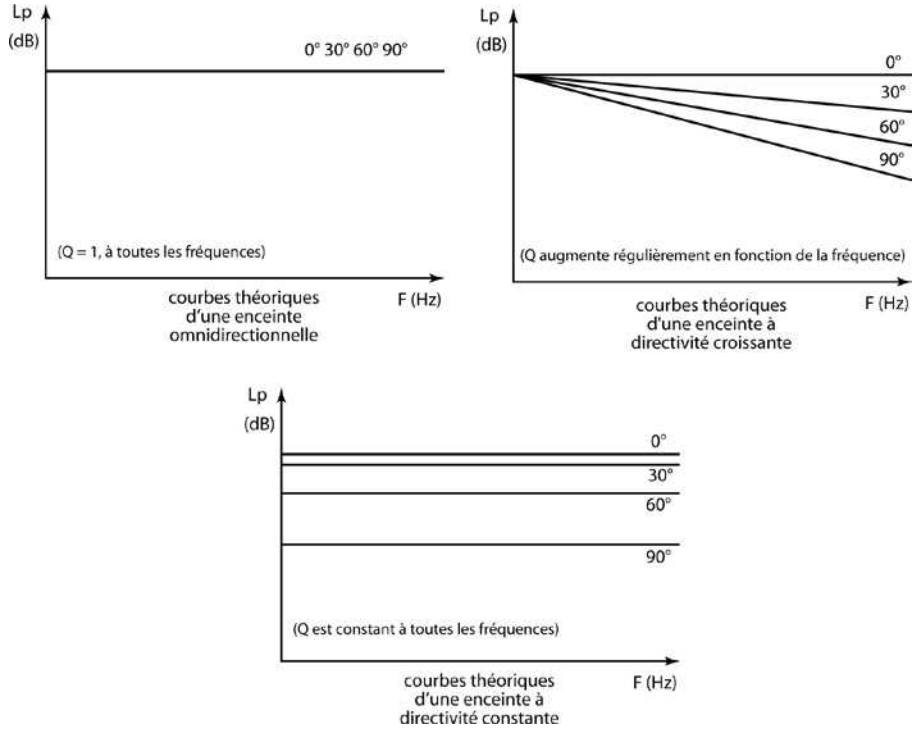 Lp
(dB)
0° 30° 60° 90°
(Q = 1, à toutes les fréquences)
F (Hz)
courbes théoriques
d'une enceinte
omnidirectionnelle
Lp
(dB)
0°
30°
60°
90°
(Q augmente régulièrement en fonction de la fréquence)
F (Hz)
courbes théoriques
d'une enceinte à
directivité croissante
Lp
(dB)
0°
30°
60°
90°
(Q est constant à toutes les fréquences)
F (Hz)
courbes théoriques
d'une enceinte à
directivité constante